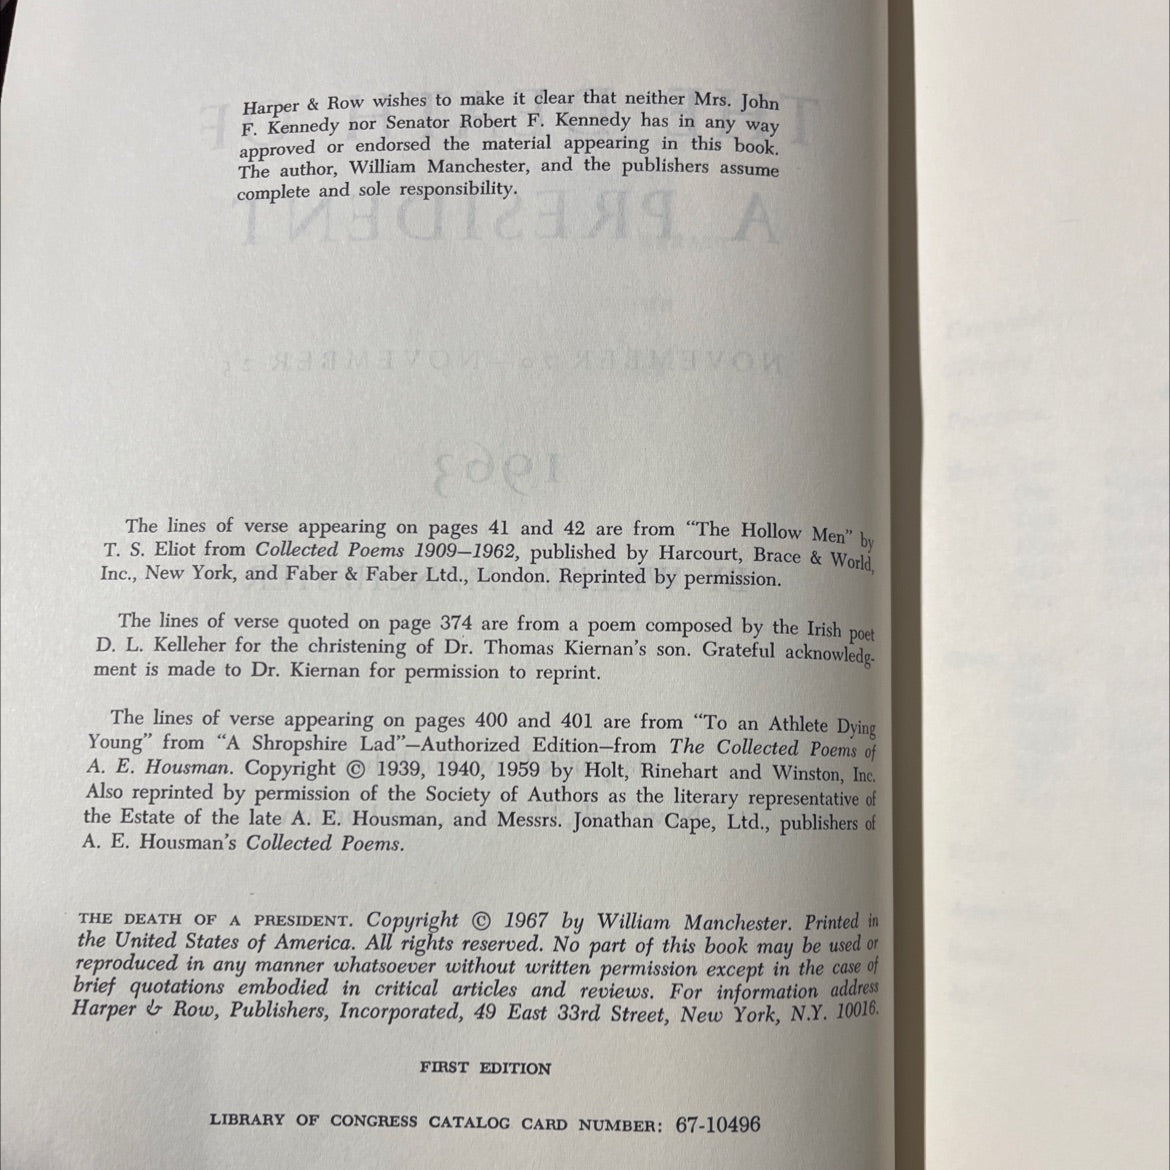 Harper & Row wishes to make it clear that neither Mrs. John
F. Kennedy nor Senator Robert F. Kennedy has in any way
approved or endorsed the material appearing in this book.
The author, William Manchester, and the publishers assume
complete and sole responsibility.
The lines of verse appearing on pages 41 and 42 are from “The Hollow Men” by
T. S. Eliot from Collected Poems 1909–1962, published by Harcourt, Brace & World,
Inc., New York, and Faber & Faber Ltd., London. Reprinted by permission.
The lines of verse quoted on page 374 are from a poem composed by the Irish poet
D. L. Kelleher for the christening of Dr. Thomas Kiernan’s son. Grateful acknowledg-
ment is made to Dr. Kiernan for permission to reprint.
The lines of verse appearing on pages 400 and 401 are from “To an Athlete Dying
Young” from “A Shropshire Lad”—Authorized Edition—from The Collected Poems of
A. E. Housman. Copyright © 1939, 1940, 1959 by Holt, Rinehart and Winston, Inc.
Also reprinted by permission of the Society of Authors as the literary representative of
the Estate of the late A. E. Housman, and Messrs. Jonathan Cape, Ltd., publishers of
A. E. Housman’s Collected Poems.
THE DEATH OF A PRESIDENT. Copyright © 1967 by William Manchester. Printed in
the United States of America. All rights reserved. No part of this book may be used or
reproduced in any manner whatsoever without written permission except in the case of
brief quotations embodied in critical articles and reviews. For information address
Harper & Row, Publishers, Incorporated, 49 East 33rd Street, New York, N.Y. 10016.
FIRST EDITION
LIBRARY OF CONGRESS CATALOG CARD NUMBER: 67-10496